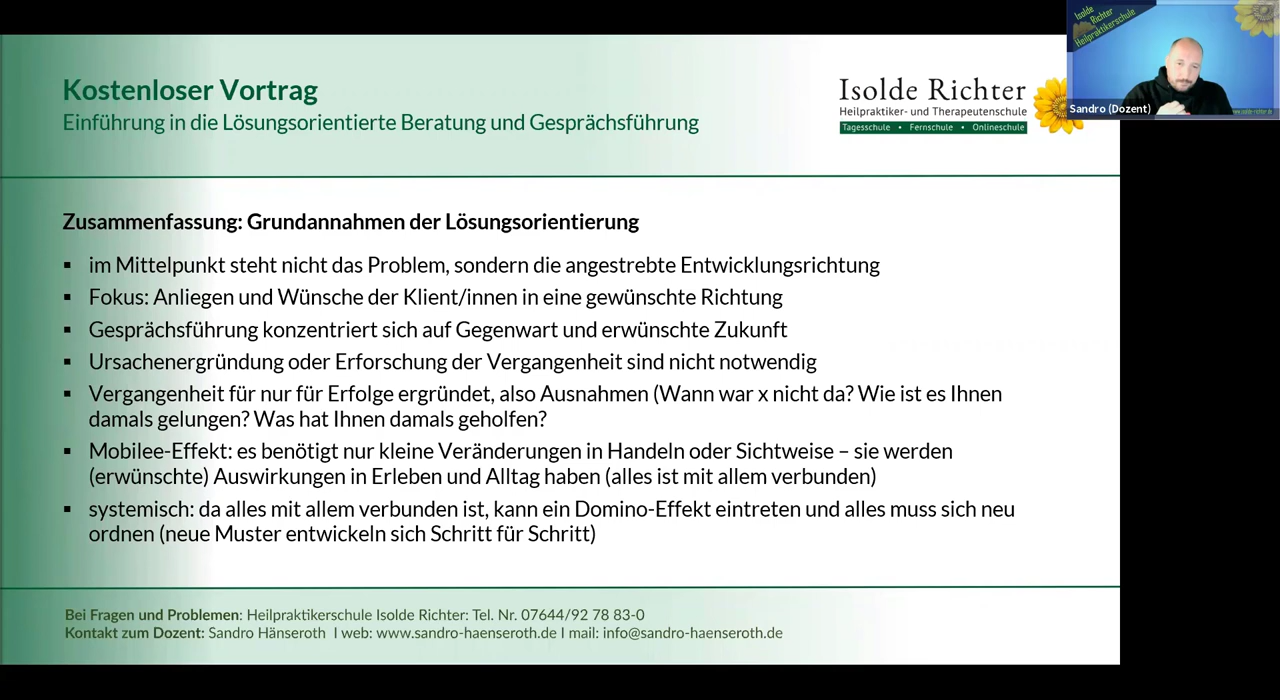 Kostenloser Vortrag
Einführung in die Lösungsorientierte Beratung und Gesprächsführung
Isolde Richter
Heilpraktiker- und Therapeutenschule
Tagesschule • Fernschule • Onlineschule
Isolde
Richter
Heilpraktikerschule
Sandro (Dozent)
Zusammenfassung: Grundannahmen der Lösungsorientierung
▪ im Mittelpunkt steht nicht das Problem, sondern die angestrebte Entwicklungsrichtung
▪ Fokus: Anliegen und Wünsche der Klient/innen in eine gewünschte Richtung
▪ Gesprächsführung konzentriert sich auf Gegenwart und erwünschte Zukunft
▪ Ursachenergründung oder Erforschung der Vergangenheit sind nicht notwendig
▪ Vergangenheit für nur für Erfolge ergründet, also Ausnahmen (Wann war x nicht da? Wie ist es Ihnen
damals gelungen? Was hat Ihnen damals geholfen?
▪ Mobilee-Effekt: es benötigt nur kleine Veränderungen in Handeln oder Sichtweise – sie werden
(erwünschte) Auswirkungen in Erleben und Alltag haben (alles ist mit allem verbunden)
▪ systemisch: da alles mit allem verbunden ist, kann ein Domino-Effekt eintreten und alles muss sich neu
ordnen (neue Muster entwickeln sich Schritt für Schritt)
Bei Fragen und Problemen: Heilpraktikerschule Isolde Richter: Tel. Nr. 07644/92 78 83-0
Kontakt zum Dozent: Sandro Hänseroth I web: www.sandro-haenseroth.de I mail: info@sandro-haenseroth.de